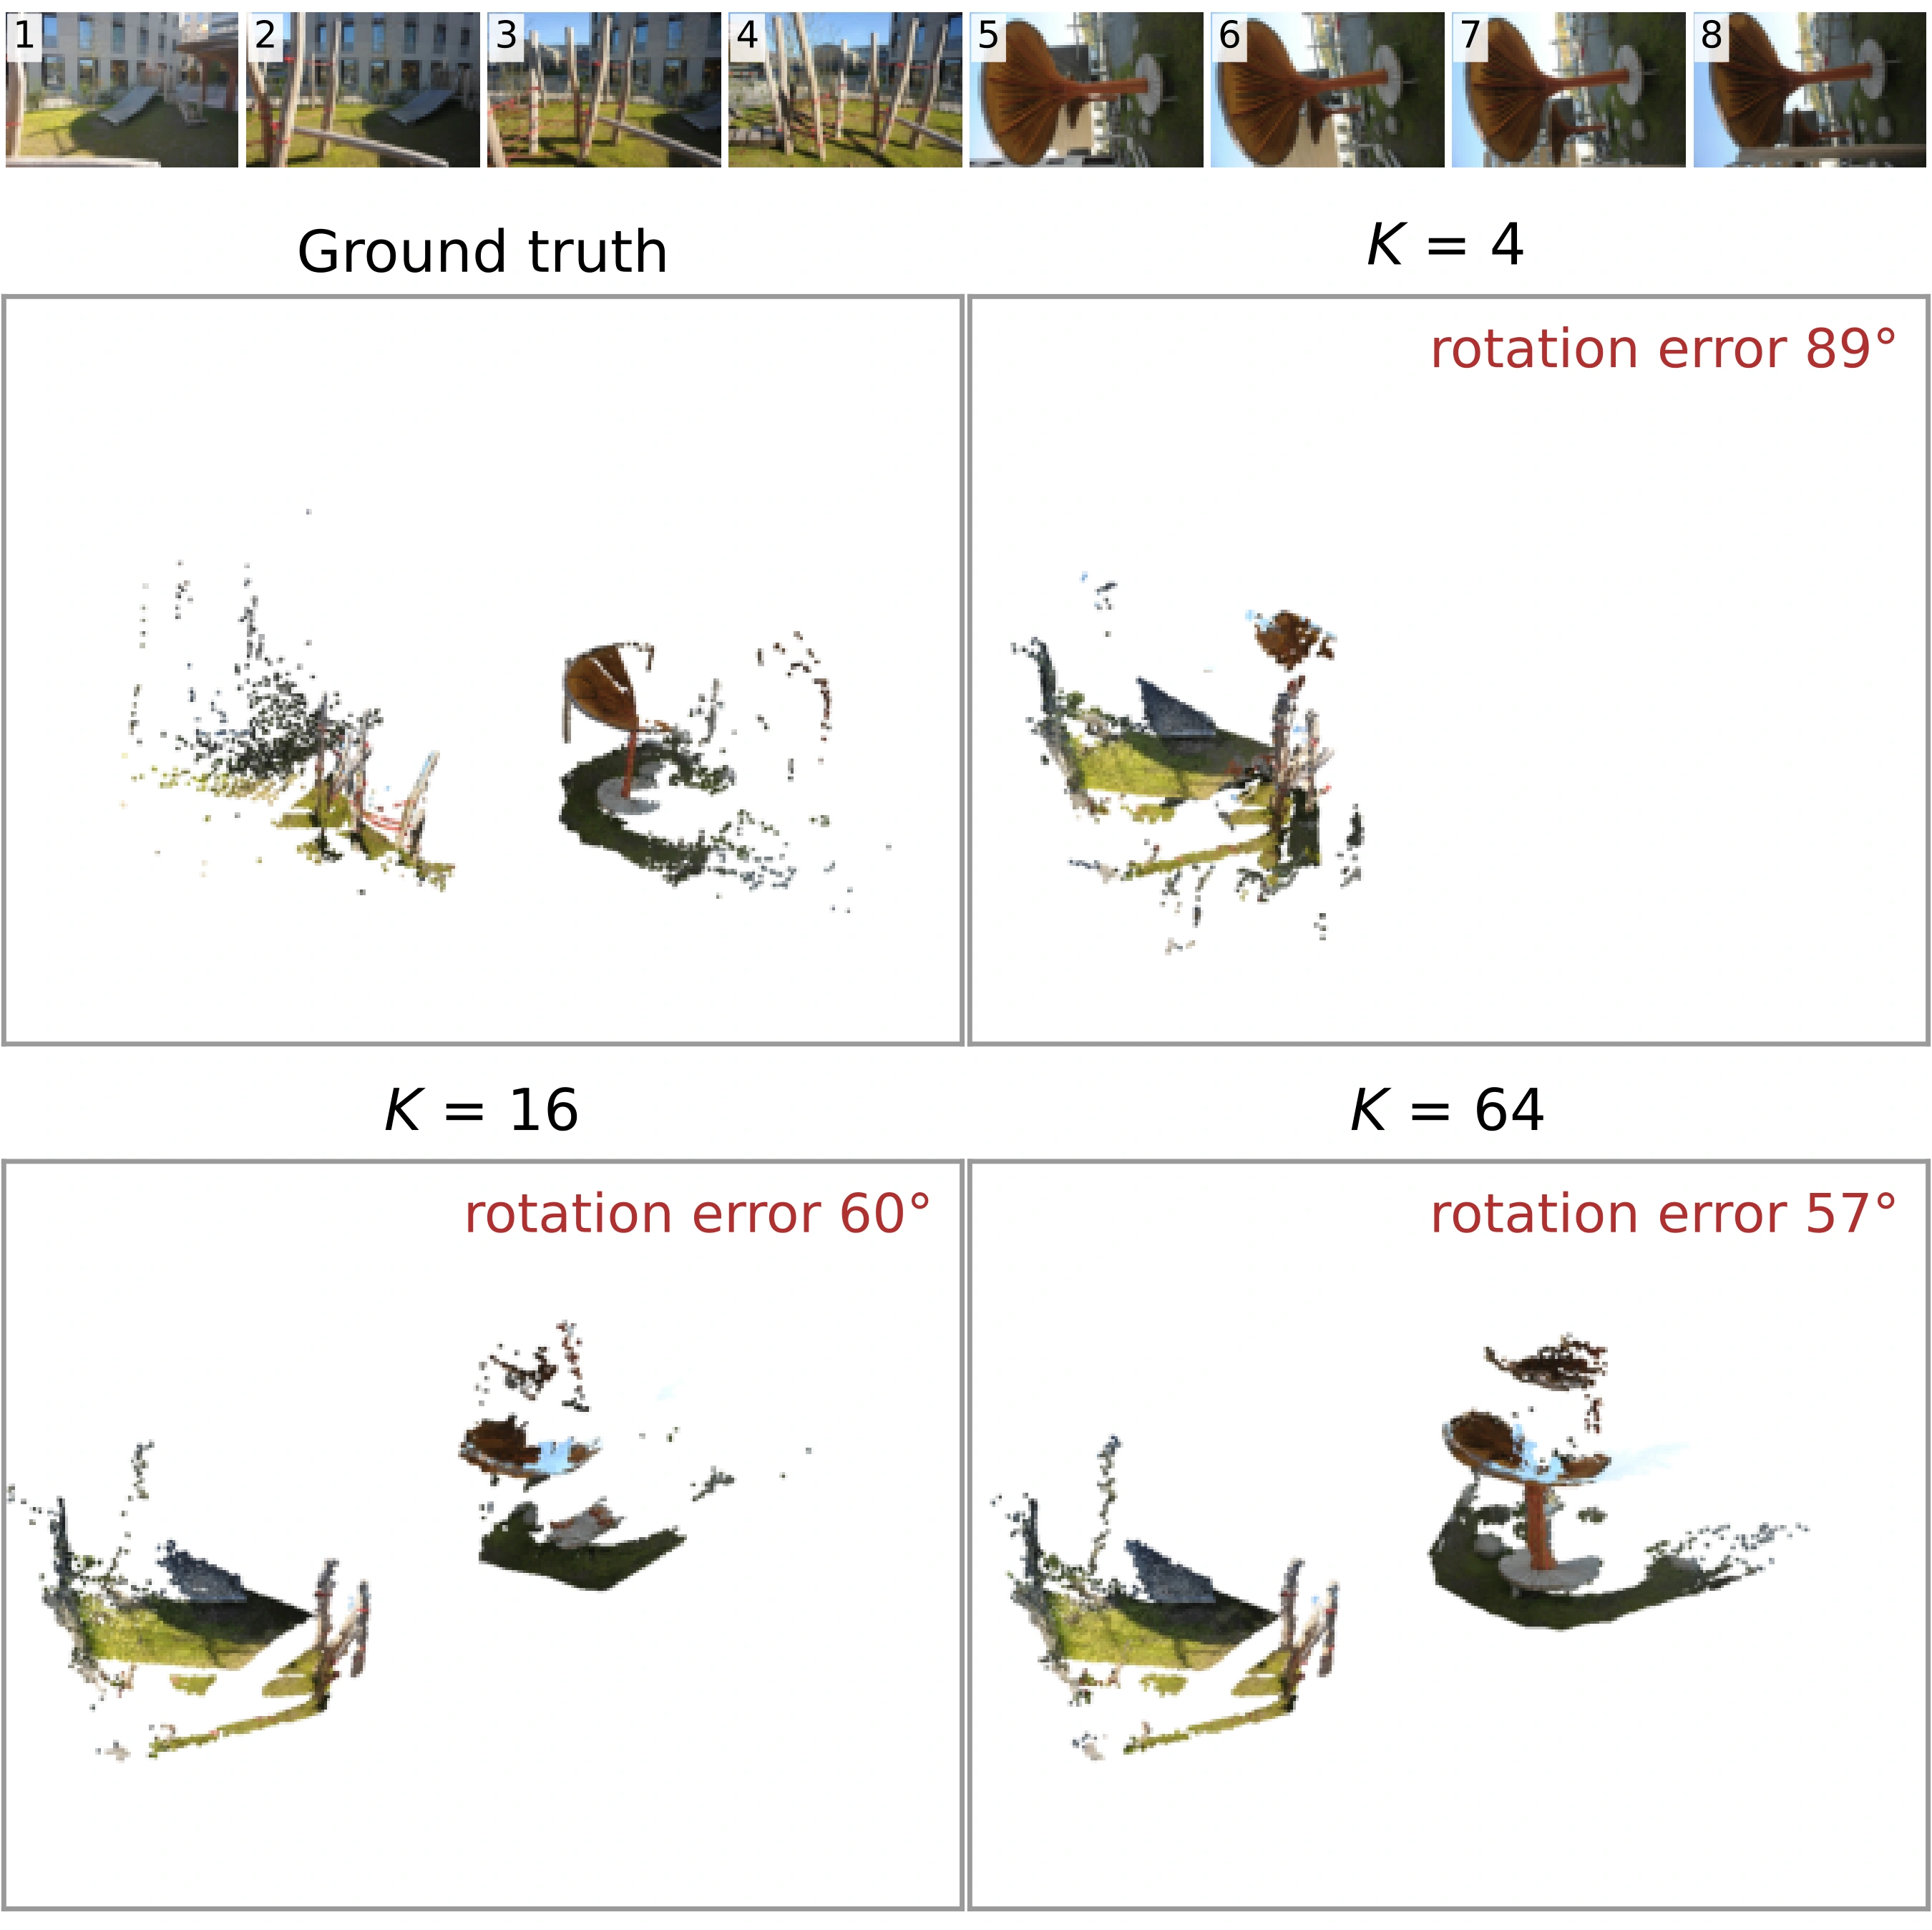 1 2 3 4 5 6 7 8
Ground truth
K = 4
rotation error 89°
K = 16
K = 64
rotation error 60°
rotation error 57°